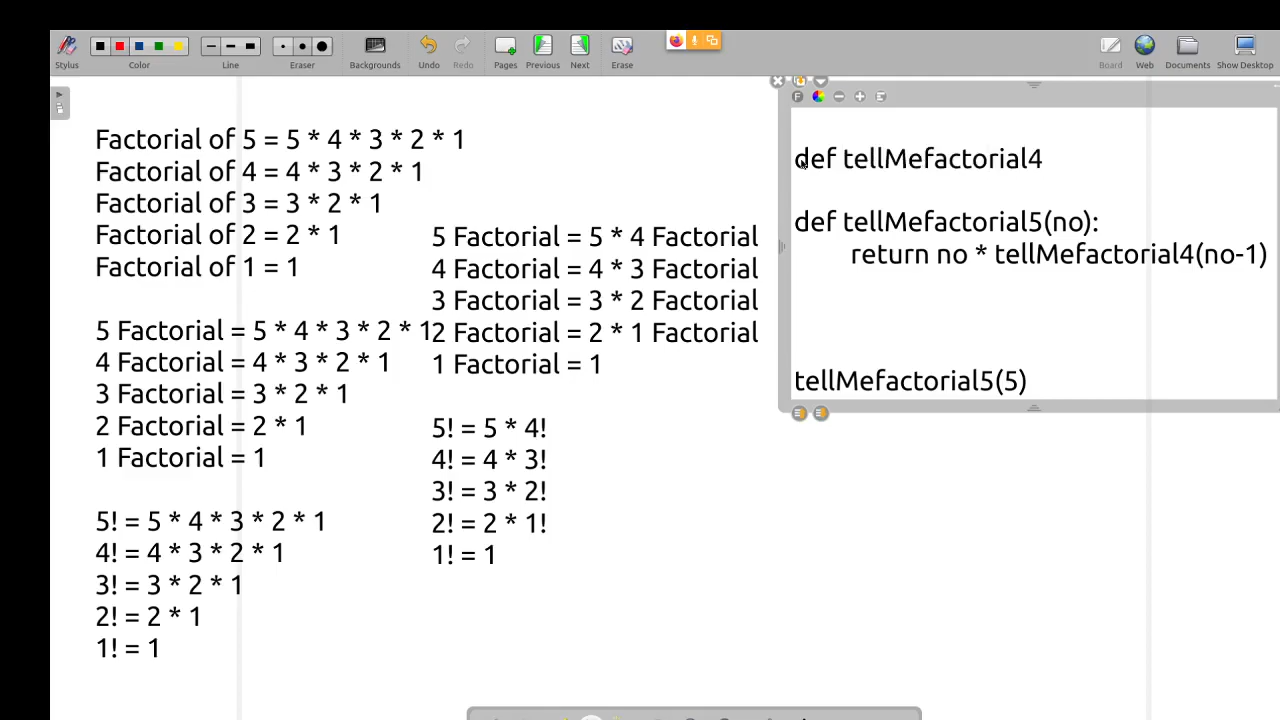 Stylus
Color
Line
Eraser
Backgrounds
Undo
Redo
Pages
Previous
Next
Erase
Board
Web
Documents
Show Desktop
Factorial of 5 = 5 * 4 * 3 * 2 * 1
Factorial of 4 = 4 * 3 * 2 * 1
Factorial of 3 = 3 * 2 * 1
Factorial of 2 = 2 * 1
Factorial of 1 = 1
5 Factorial = 5 * 4 * 3 * 2 * 1
4 Factorial = 4 * 3 * 2 * 1
3 Factorial = 3 * 2 * 1
2 Factorial = 2 * 1
1 Factorial = 1
5! = 5 * 4 * 3 * 2 * 1
4! = 4 * 3 * 2 * 1
3! = 3 * 2 * 1
2! = 2 * 1
1! = 1
5 Factorial = 5 * 4 Factorial
4 Factorial = 4 * 3 Factorial
3 Factorial = 3 * 2 Factorial
2 Factorial = 2 * 1 Factorial
1 Factorial = 1
5! = 5 * 4!
4! = 4 * 3!
3! = 3 * 2!
2! = 2 * 1!
1! = 1
F
def tellMefactorial4
def tellMefactorial5(no):
return no * tellMefactorial4(no-1)
tellMefactorial5(5)